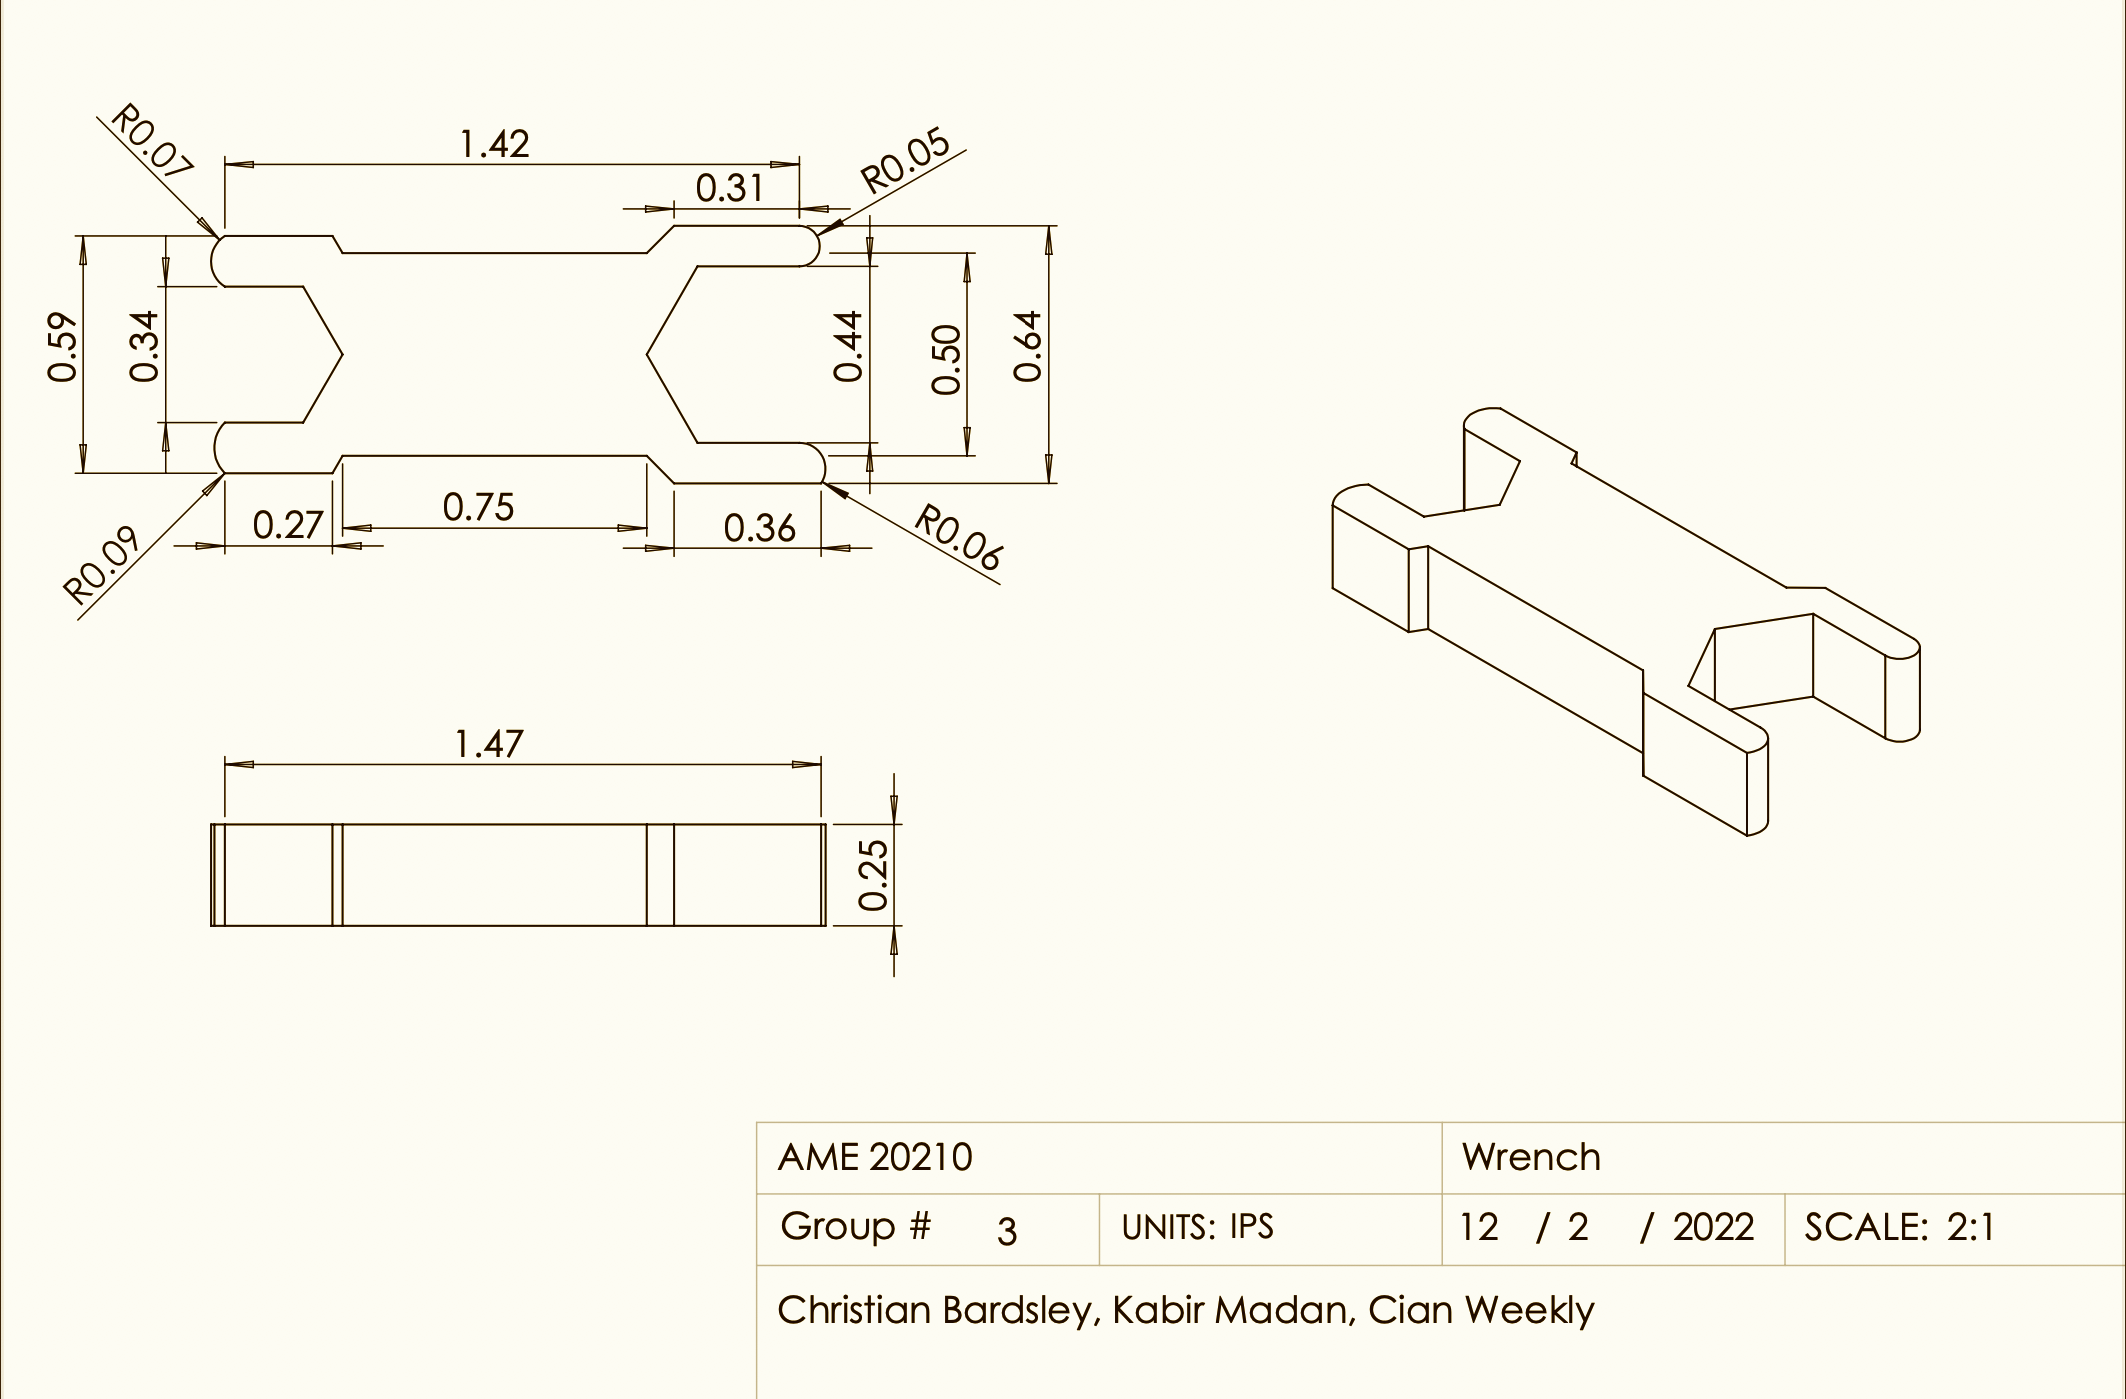 R0.07
1.42
0.31
R0.05
0.59
0.34
0.44
0.50
0.64
0.27
0.75
0.36
R0.09
R0.06
1.47
0.25
AME 20210
Wrench
Group # 3
UNITS: IPS
12 / 2 / 2022
SCALE: 2:1
Christian Bardsley, Kabir Madan, Cian Weekly